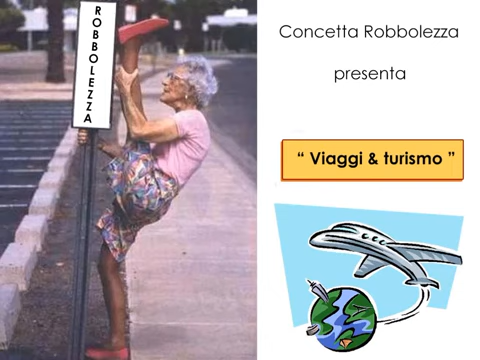 ROBBOLEZZA
Concetta Robbolezza
presenta
“ Viaggi & turismo ”